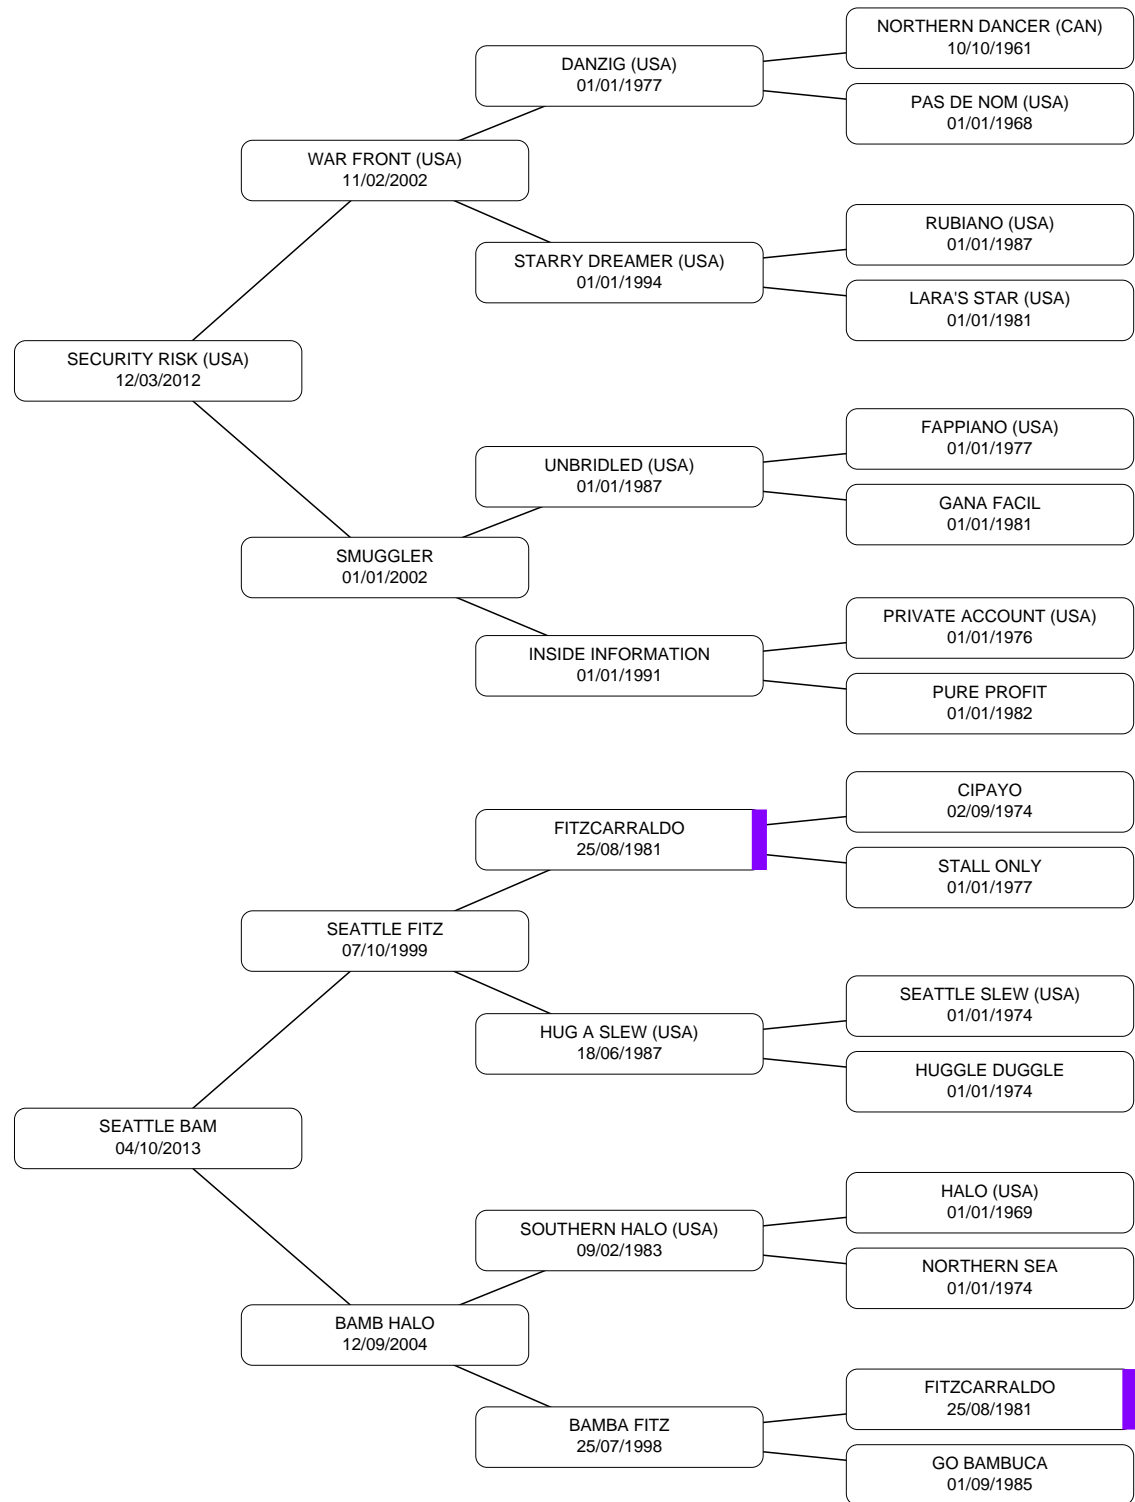 NORTHERN DANCER (CAN)
10/10/1961
DANZIG (USA)
01/01/1977
PAS DE NOM (USA)
01/01/1968
WAR FRONT (USA)
11/02/2002
RUBIANO (USA)
01/01/1987
STARRY DREAMER (USA)
01/01/1994
LARA'S STAR (USA)
01/01/1981
SECURITY RISK (USA)
12/03/2012
FAPPIANO (USA)
01/01/1977
UNBRIDLED (USA)
01/01/1987
GANA FACIL
01/01/1981
SMUGGLER
01/01/2002
PRIVATE ACCOUNT (USA)
01/01/1976
INSIDE INFORMATION
01/01/1991
PURE PROFIT
01/01/1982
CIPAYO
02/09/1974
FITZCARRALDO
25/08/1981
STALL ONLY
01/01/1977
SEATTLE FITZ
07/10/1999
SEATTLE SLEW (USA)
01/01/1974
HUG A SLEW (USA)
18/06/1987
HUGGLE DUGGLE
01/01/1974
SEATTLE BAM
04/10/2013
HALO (USA)
01/01/1969
SOUTHERN HALO (USA)
09/02/1983
NORTHERN SEA
01/01/1974
BAMB HALO
12/09/2004
FITZCARRALDO
25/08/1981
BAMBA FITZ
25/07/1998
GO BAMBUCA
01/09/1985